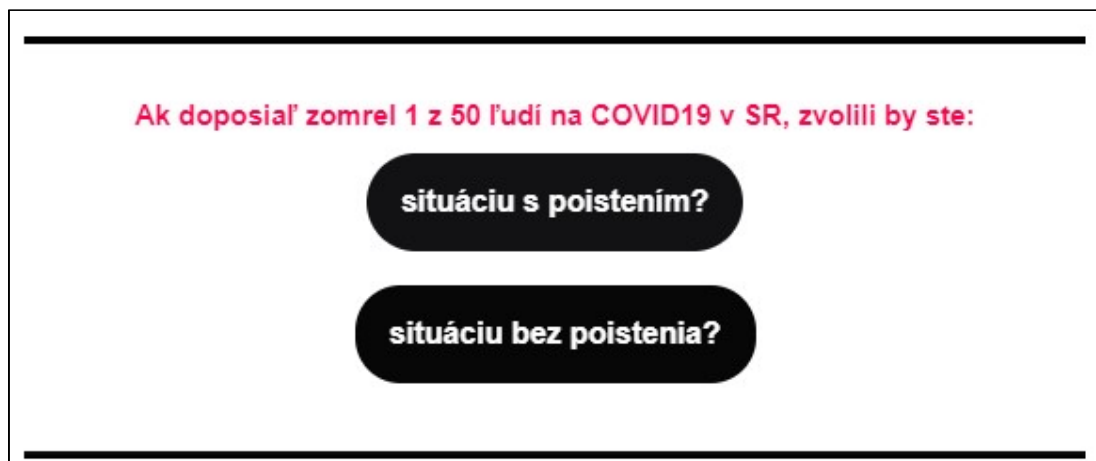 Ak doposiaľ zomrel 1 z 50 ľudí na COVID19 v SR, zvolili by ste:
situáciu s poistením?
situáciu bez poistenia?